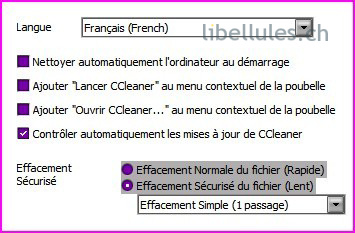 libellules.ch
Langue Français (French)
Nettoyer automatiquement l'ordinateur au démarrage
Ajouter "Lancer CCleaner" au menu contextuel de la poubelle
Ajouter "Ouvrir CCleaner..." au menu contextuel de la poubelle
Contrôler automatiquement les mises à jour de CCleaner
Effacement Sécurisé
Effacement Normale du fichier (Rapide)
Effacement Sécurisé du fichier (Lent)
Effacement Simple (1 passage)